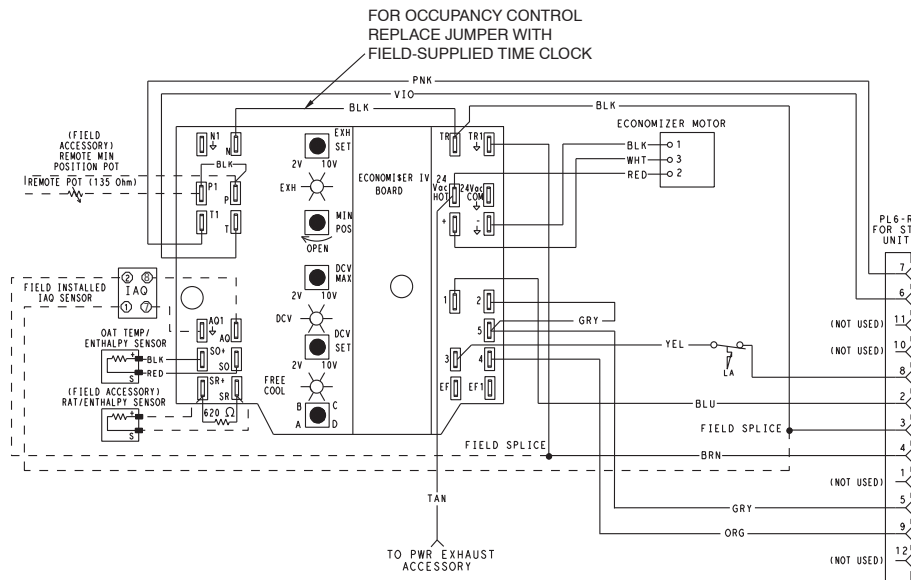 FOR OCCUPANCY CONTROL
REPLACE JUMPER WITH
FIELD-SUPPLIED TIME CLOCK
PNK
VIO
BLK
BLK
(FIELD
ACCESSORY)
REMOTE MIN
POSITION POT
REMOTE POT (135 Ohm)
N1
N
BLK
P1
P
T1
T
EXH
SET
2V 10V
EXH
MIN
POS
OPEN
DCV
MAX
2V 10V
DCV
DCV
SET
2V 10V
FREE
COOL
B C
A D
ECONOMI$ER IV
BOARD
TR TR1
24
Vac
HOT
24Vac
COM
+ -
1 2
5
3 4
EF EF1
ECONOMIZER MOTOR
BLK 1
WHT 3
RED 2
FIELD INSTALLED
IAQ SENSOR
2 8
IAQ
1 7
OAT TEMP/
ENTHALPY SENSOR
+
S
BLK
RED
(FIELD ACCESSORY)
RAT/ENTHALPY SENSOR
+
S
AQ1
AQ
SO+
SO
SR+
SR
620 Ω
GRY
YEL
LA
BLU
FIELD SPLICE
FIELD SPLICE
BRN
TAN
GRY
ORG
TO PWR EXHAUST
ACCESSORY
PL6-R
FOR ST
UNIT
7
6
(NOT USED) 11
(NOT USED) 10
8
2
3
4
(NOT USED) 1
5
9
(NOT USED) 12